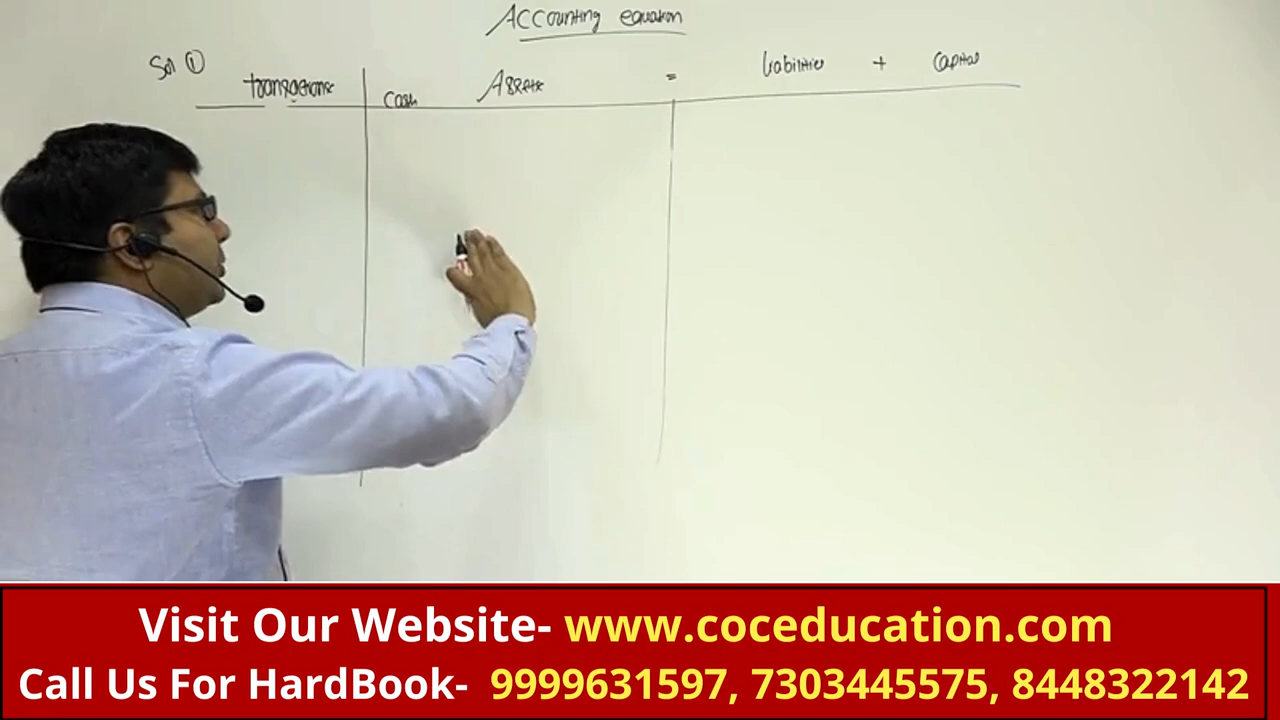 Accounting equation
Sol ①
transactions Assets = liabilities + capital
Cash
Visit Our Website- www.coceducation.com
Call Us For HardBook- 9999631597, 7303445575, 8448322142